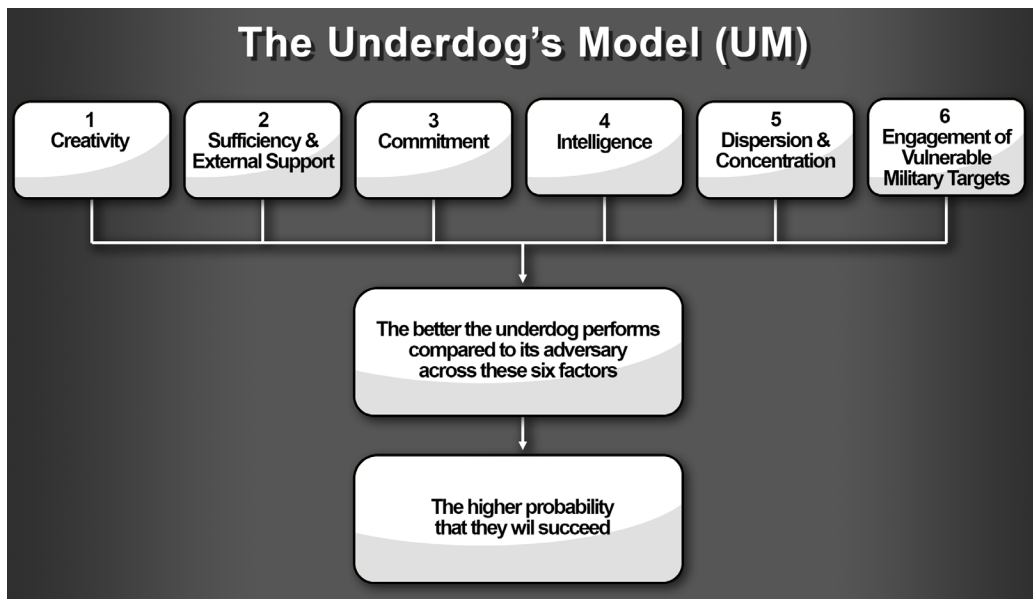 The Underdog's Model (UM)
1
Creativity
2
Sufficiency &
External Support
3
Commitment
4
Intelligence
5
Dispersion &
Concentration
6
Engagement of
Vulnerable
Military Targets
The better the underdog performs
compared to its adversary
across these six factors
The higher probability
that they wil succeed